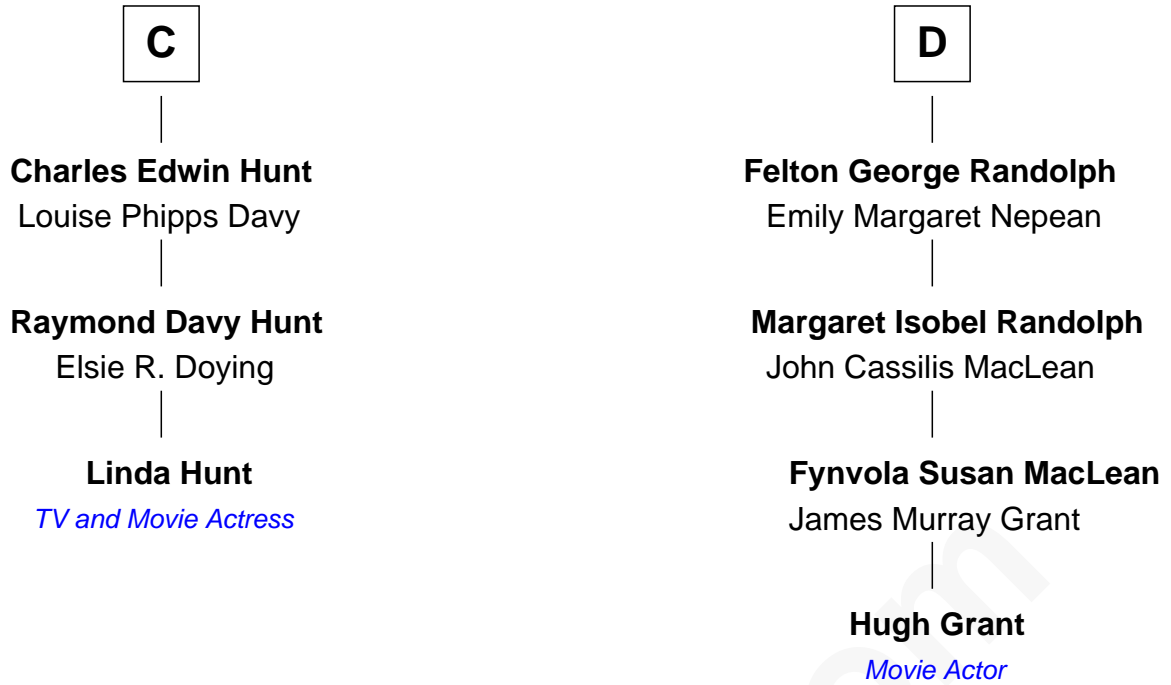 C
Charles Edwin Hunt
Louise Phipps Davy
Raymond Davy Hunt
Elsie R. Doying
Linda Hunt
TV and Movie Actress
D
Felton George Randolph
Emily Margaret Nepean
Margaret Isobel Randolph
John Cassilis MacLean
Fynvola Susan MacLean
James Murray Grant
Hugh Grant
Movie Actor